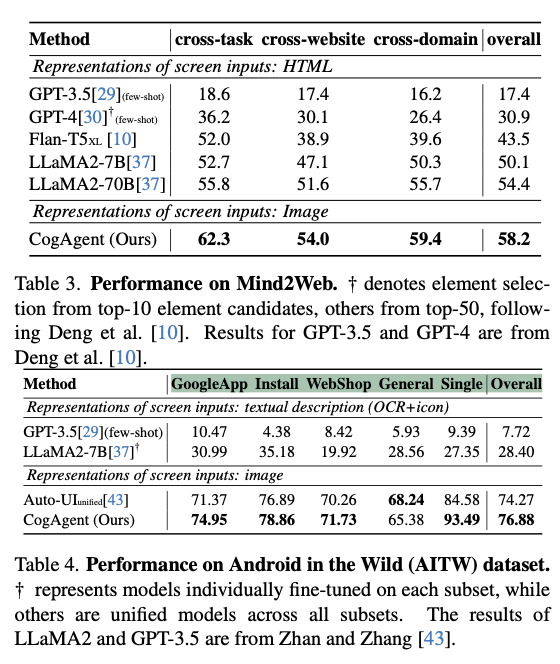 Method cross-task cross-website cross-domain overall
Representations of screen inputs: HTML
GPT-3.5[29](few-shot) 18.6 17.4 16.2 17.4
GPT-4[30]†(few-shot) 36.2 30.1 26.4 30.9
Flan-T5XL [10] 52.0 38.9 39.6 43.5
LLaMA2-7B[37] 52.7 47.1 50.3 50.1
LLaMA2-70B[37] 55.8 51.6 55.7 54.4
Representations of screen inputs: Image
CogAgent (Ours) 62.3 54.0 59.4 58.2
Table 3. Performance on Mind2Web. † denotes element selec-
tion from top-10 element candidates, others from top-50, follow-
ing Deng et al. [10]. Results for GPT-3.5 and GPT-4 are from
Deng et al. [10].
Method GoogleApp Install WebShop General Single Overall
Representations of screen inputs: textual description (OCR+icon)
GPT-3.5[29](few-shot) 10.47 4.38 8.42 5.93 9.39 7.72
LLaMA2-7B[37]† 30.99 35.18 19.92 28.56 27.35 28.40
Representations of screen inputs: image
Auto-UIunified[43] 71.37 76.89 70.26 68.24 84.58 74.27
CogAgent (Ours) 74.95 78.86 71.73 65.38 93.49 76.88
Table 4. Performance on Android in the Wild (AITW) dataset.
† represents models individually fine-tuned on each subset, while
others are unified models across all subsets. The results of
LLaMA2 and GPT-3.5 are from Zhan and Zhang [43].